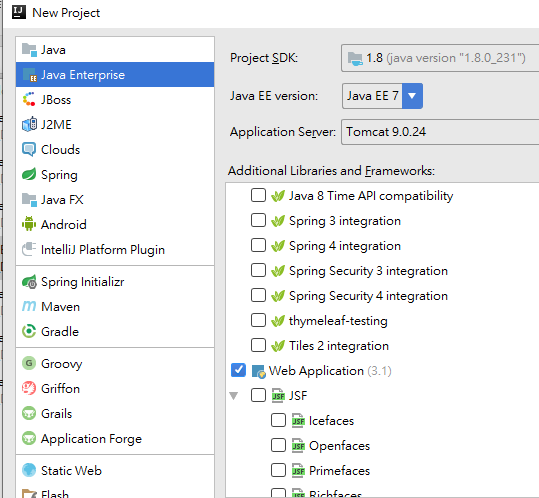 New Project
Java
Java Enterprise
JBoss
J2ME
Clouds
Spring
Java FX
Android
IntelliJ Platform Plugin
Spring Initializr
Maven
Gradle
Groovy
Griffon
Grails
Application Forge
Static Web
Flash
Project SDK: 1.8 (java version "1.8.0_231")
Java EE version: Java EE 7
Application Server: Tomcat 9.0.24
Additional Libraries and Frameworks:
Java 8 Time API compatibility
Spring 3 integration
Spring 4 integration
Spring Security 3 integration
Spring Security 4 integration
thymeleaf-testing
Tiles 2 integration
Web Application (3.1)
JSF
Icefaces
Openfaces
Primefaces
Richfaces